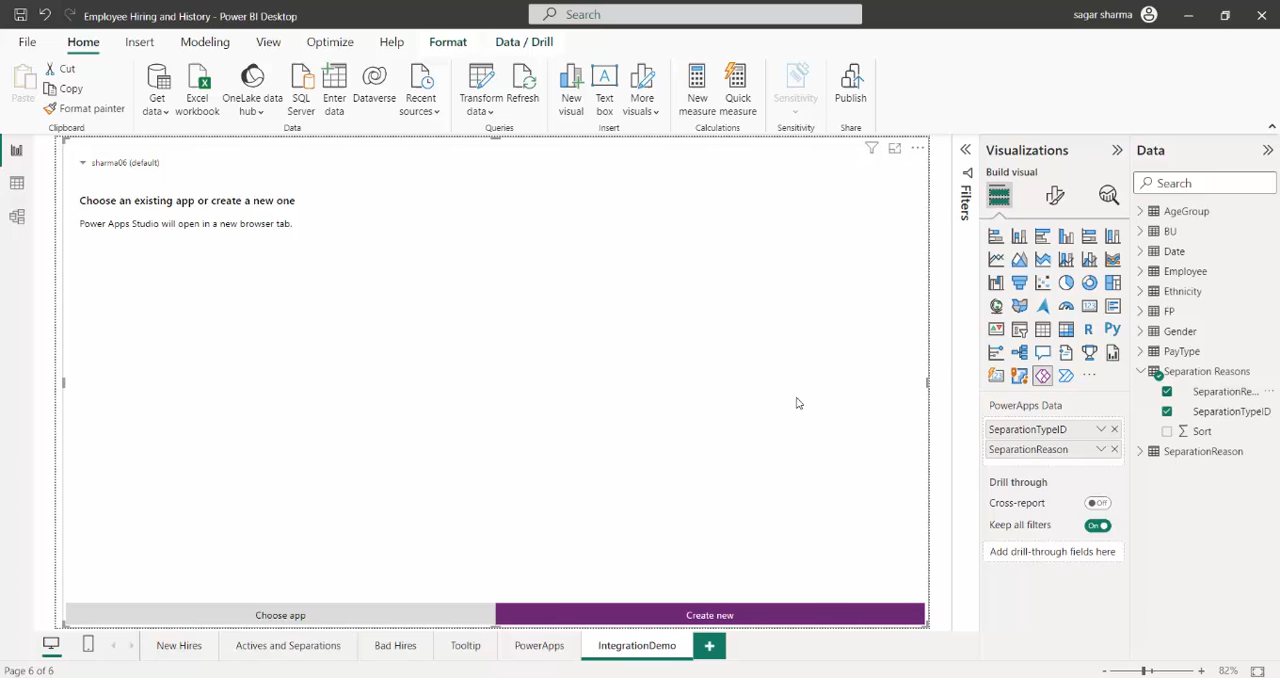 Employee Hiring and History - Power BI Desktop
Search
sagar sharma
File Home Insert Modeling View Optimize Help Format Data / Drill
Paste
Cut
Copy
Format painter
Clipboard
Get data
Excel workbook
OneLake data hub
SQL Server
Enter data
Dataverse
Recent sources
Data
Transform data
Refresh
Queries
New visual
Text box
More visuals
Insert
New measure
Quick measure
Calculations
Sensitivity
Sensitivity
Publish
Share
sharma06 (default)
Choose an existing app or create a new one
Power Apps Studio will open in a new browser tab.
Choose app
Create new
Filters
Visualizations
Build visual
R
Py
123
PowerApps Data
SeparationTypeID
SeparationReason
Drill through
Cross-report
Off
Keep all filters
On
Add drill-through fields here
Data
Search
AgeGroup
BU
Date
Employee
Ethnicity
FP
Gender
PayType
Separation Reasons
SeparationRe...
SeparationTypeID
Σ Sort
SeparationReason
New Hires
Actives and Separations
Bad Hires
Tooltip
PowerApps
IntegrationDemo
Page 6 of 6
82%